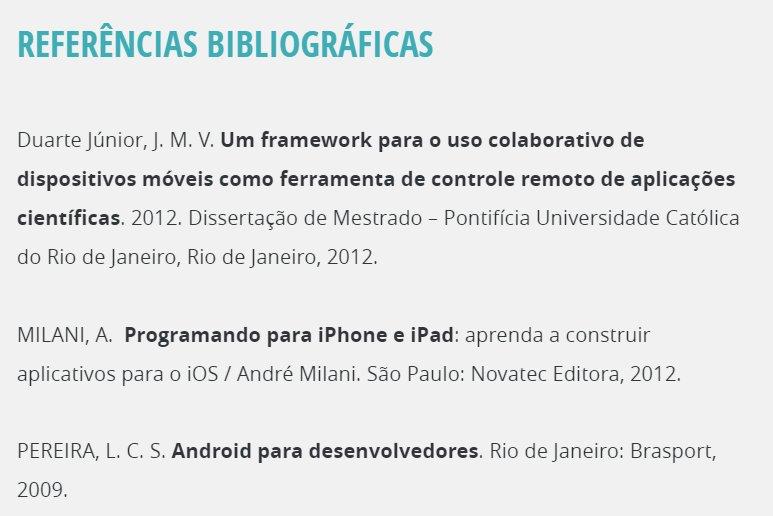 REFERÊNCIAS BIBLIOGRÁFICAS
Duarte Júnior, J. M. V. Um framework para o uso colaborativo de
dispositivos móveis como ferramenta de controle remoto de aplicações
científicas. 2012. Dissertação de Mestrado – Pontifícia Universidade Católica
do Rio de Janeiro, Rio de Janeiro, 2012.
MILANI, A.  Programando para iPhone e iPad: aprenda a construir
aplicativos para o iOS / André Milani. São Paulo: Novatec Editora, 2012.
PEREIRA, L. C. S. Android para desenvolvedores. Rio de Janeiro: Brasport,
2009.